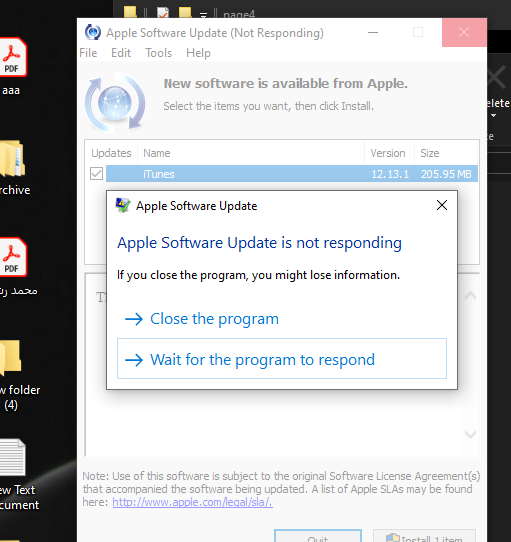 page4
Apple Software Update (Not Responding)
File Edit Tools Help
New software is available from Apple.
Select the items you want, then click Install.
Updates Name Version Size
iTunes 12.13.1 205.95 MB
Apple Software Update
Apple Software Update is not responding
If you close the program, you might lose information.
Close the program
Wait for the program to respond
Note: Use of this software is subject to the original Software License Agreement(s)
that accompanied the software being updated. A list of Apple SLAs may be found
here: http://www.apple.com/legal/sla/.
Quit
Install 1 item
PDF
aaa
rchive
PDF
محمد رش
w folder
(4)
ew Text
ocument
elete